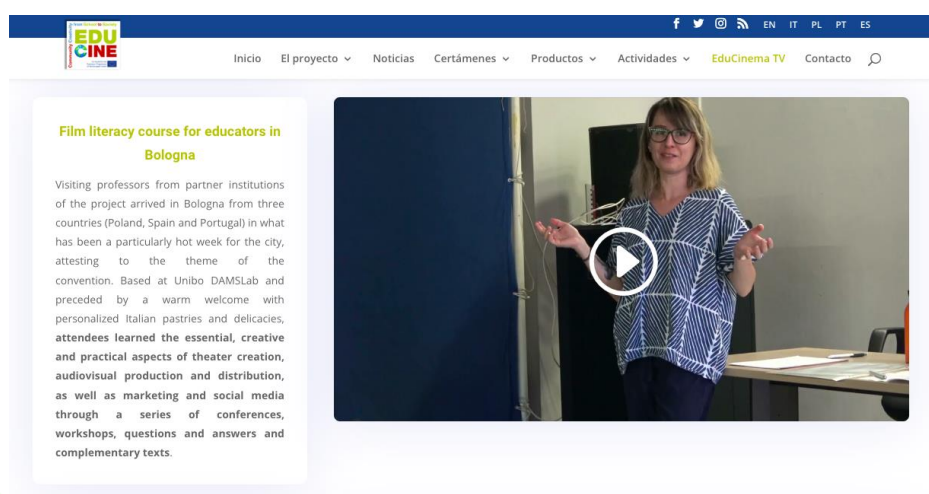 EN IT PL PT ES
EDU
CINE
Inicio El proyecto Noticias Certámenes Productos Actividades EduCinema TV Contacto
Film literacy course for educators in
Bologna
Visiting professors from partner institutions
of the project arrived in Bologna from three
countries (Poland, Spain and Portugal) in what
has been a particularly hot week for the city,
attesting to the theme of the
convention. Based at Unibo DAMSLab and
preceded by a warm welcome with
personalized Italian pastries and delicacies,
attendees learned the essential, creative
and practical aspects of theater creation,
audiovisual production and distribution,
as well as marketing and social media
through a series of conferences,
workshops, questions and answers and
complementary texts.